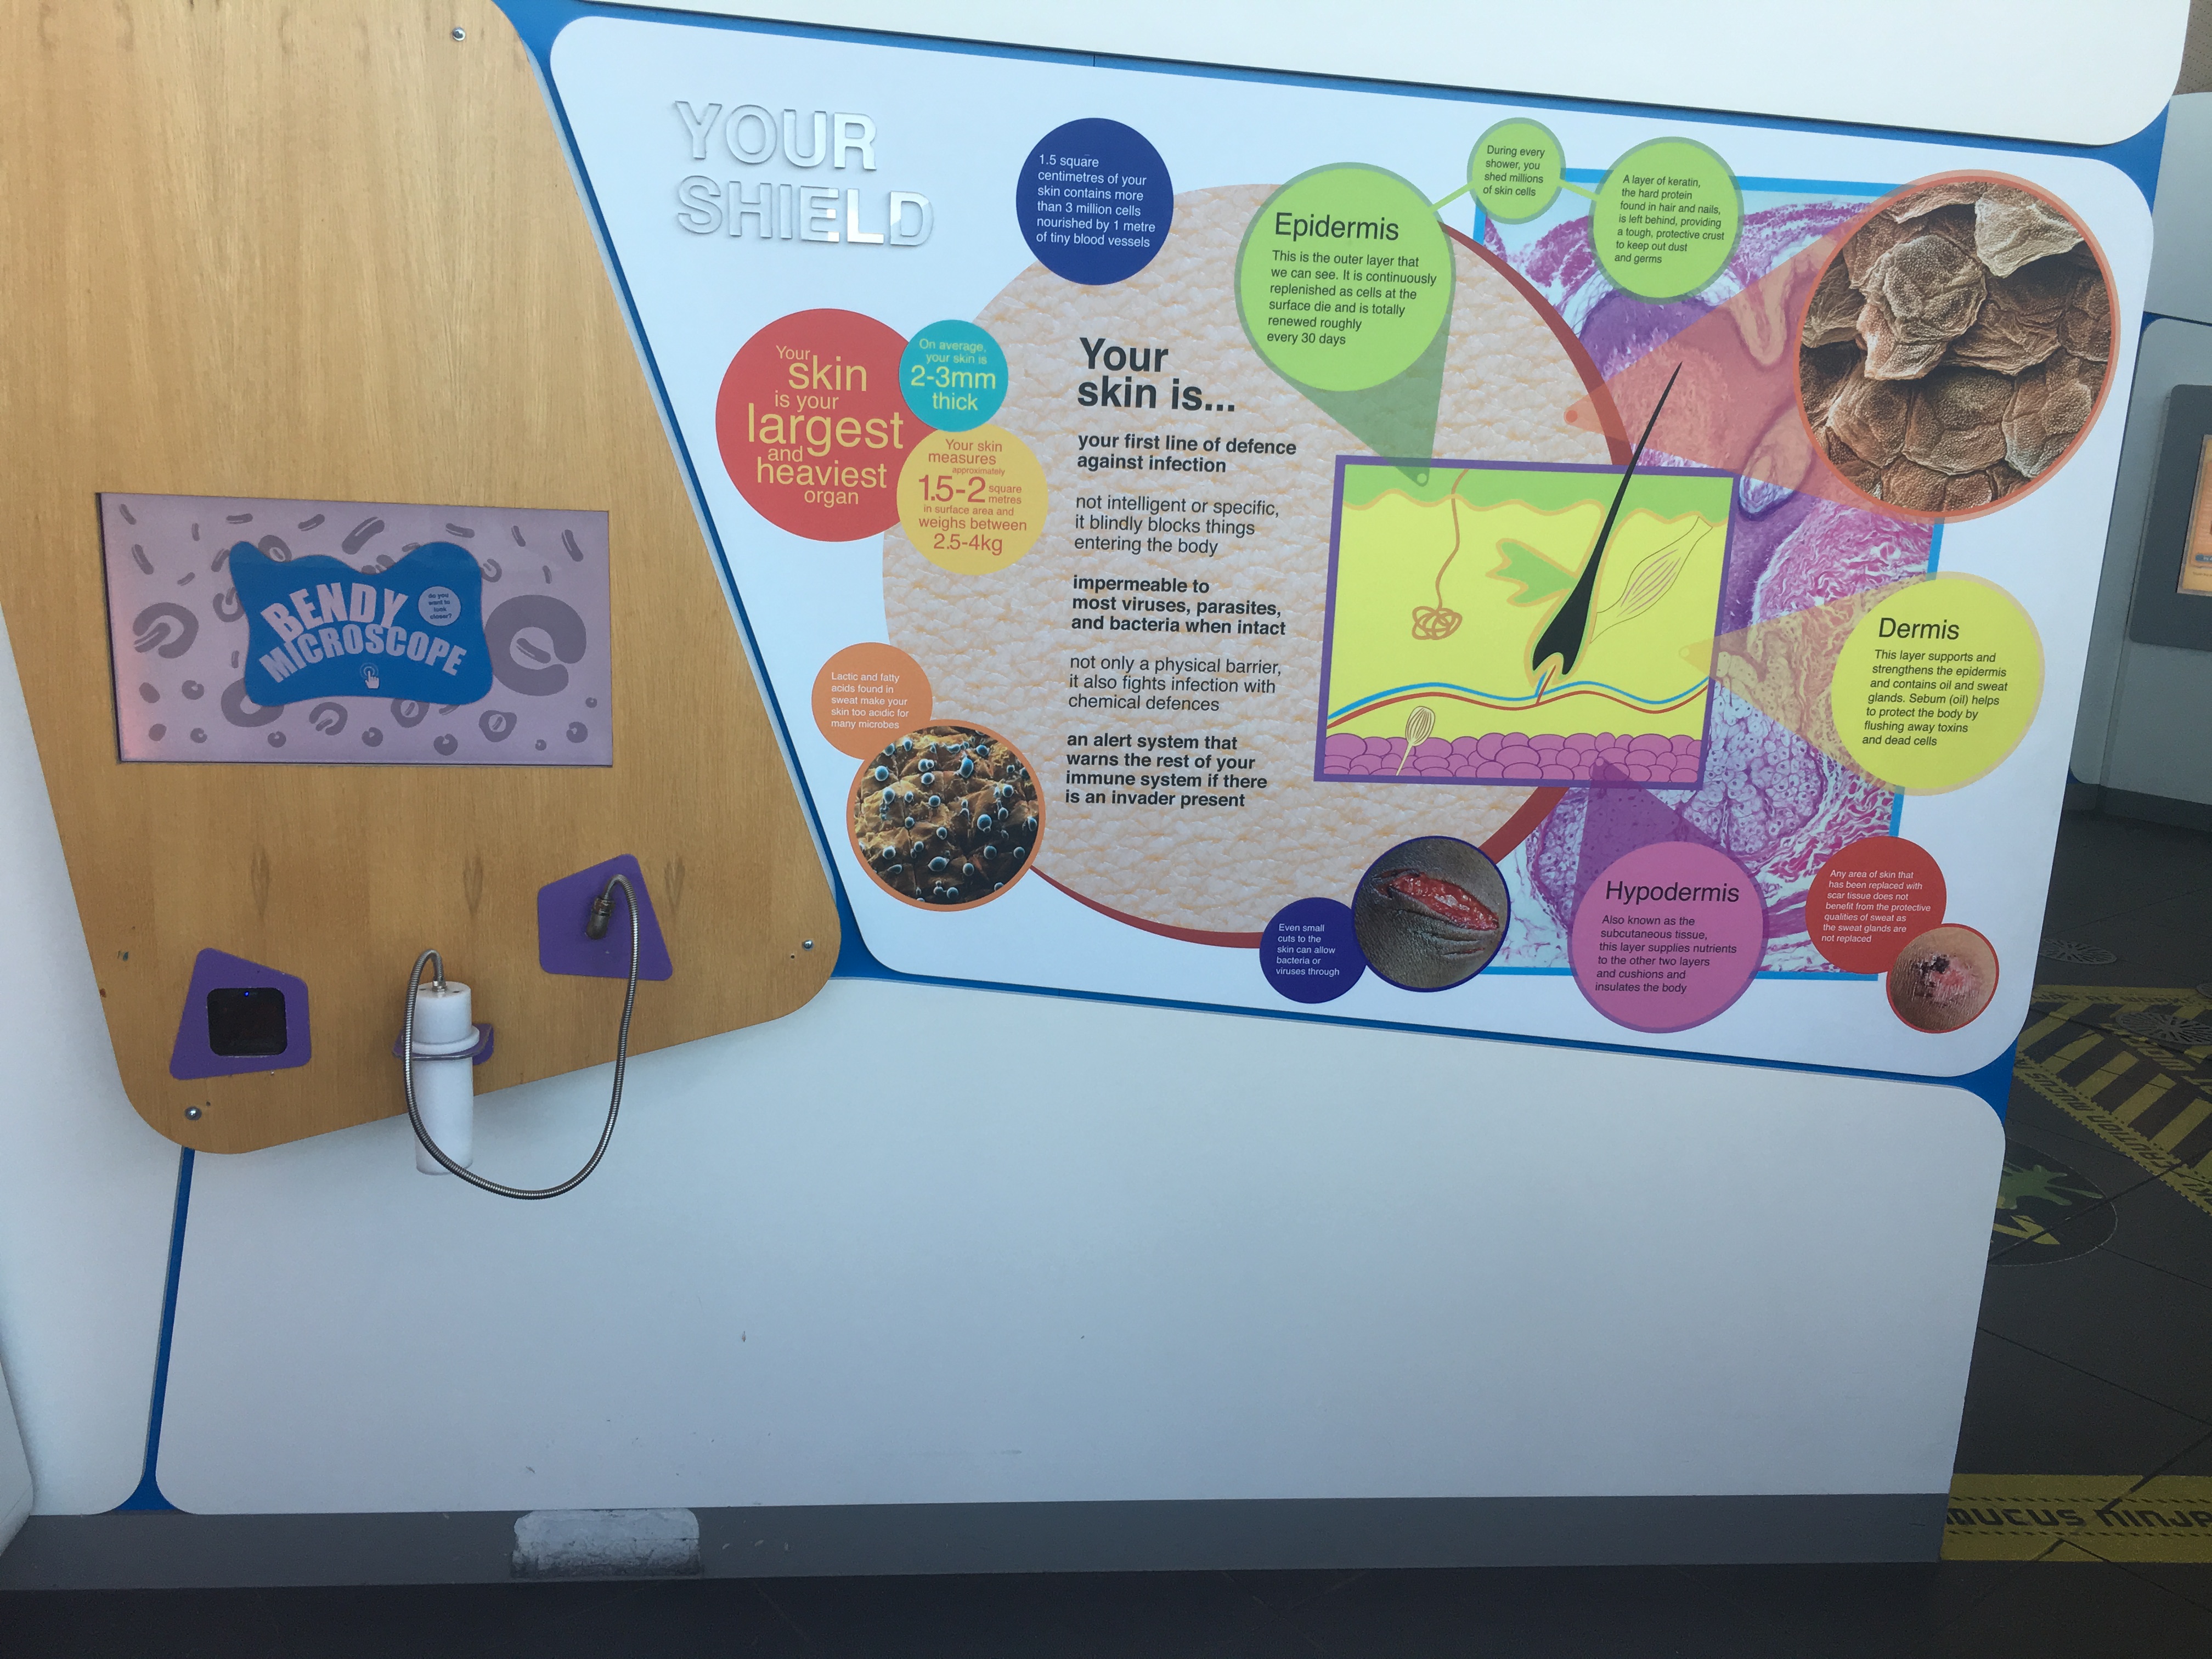 YOUR
SHIELD
1.5 square
centimetres of your
skin contains more
than 3 million cells
nourished by 1 metre
of tiny blood vessels
Your
skin
is your
largest
and
heaviest
organ
On average,
your skin is
2-3mm
thick
Your skin
measures
approximately
1.5-2 square
metres
in surface area and
weighs between
2.5-4kg
Lactic and fatty
acids found in
sweat make your
skin too acidic for
many microbes
Your
skin is...
your first line of defence
against infection
not intelligent or specific,
it blindly blocks things
entering the body
impermeable to
most viruses, parasites,
and bacteria when intact
not only a physical barrier,
it also fights infection with
chemical defences
an alert system that
warns the rest of your
immune system if there
is an invader present
Epidermis
This is the outer layer that
we can see. It is continuously
replenished as cells at the
surface die and is totally
renewed roughly
every 30 days
During every
shower, you
shed millions
of skin cells
A layer of keratin,
the hard protein
found in hair and nails,
is left behind, providing
a tough, protective crust
to keep out dust
and germs
Dermis
This layer supports and
strengthens the epidermis
and contains oil and sweat
glands. Sebum (oil) helps
to protect the body by
flushing away toxins
and dead cells
Hypodermis
Also known as the
subcutaneous tissue,
this layer supplies nutrients
to the other two layers
and cushions and
insulates the body
Even small
cuts to the
skin can allow
bacteria or
viruses through
Any area of skin that
has been replaced with
scar tissue does not
benefit from the protective
qualities of sweat as
the sweat glands are
not replaced
BENDY
MICROSCOPE
do you
want to
look
closer?
MUCUS NINJA